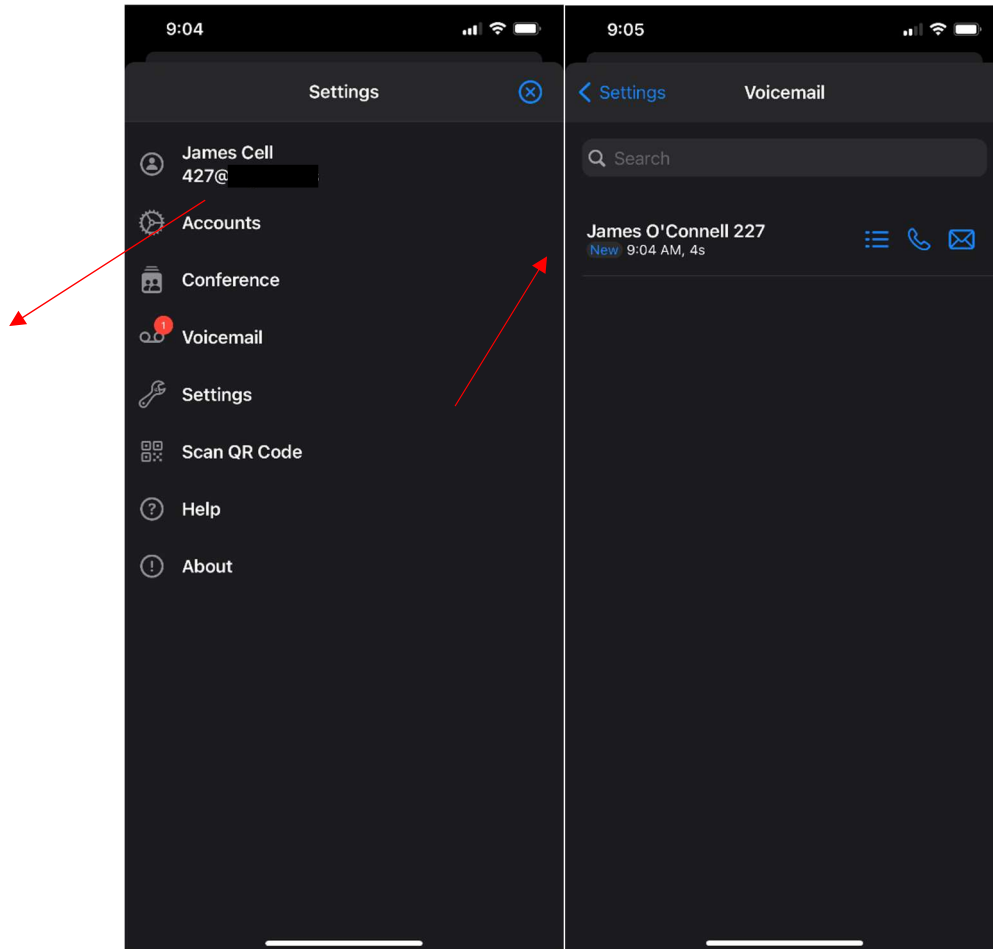 9:04
Settings
James Cell
427@
Accounts
Conference
1
Voicemail
Settings
Scan QR Code
Help
About
9:05
Settings
Voicemail
Search
James O'Connell 227
New 9:04 AM, 4s